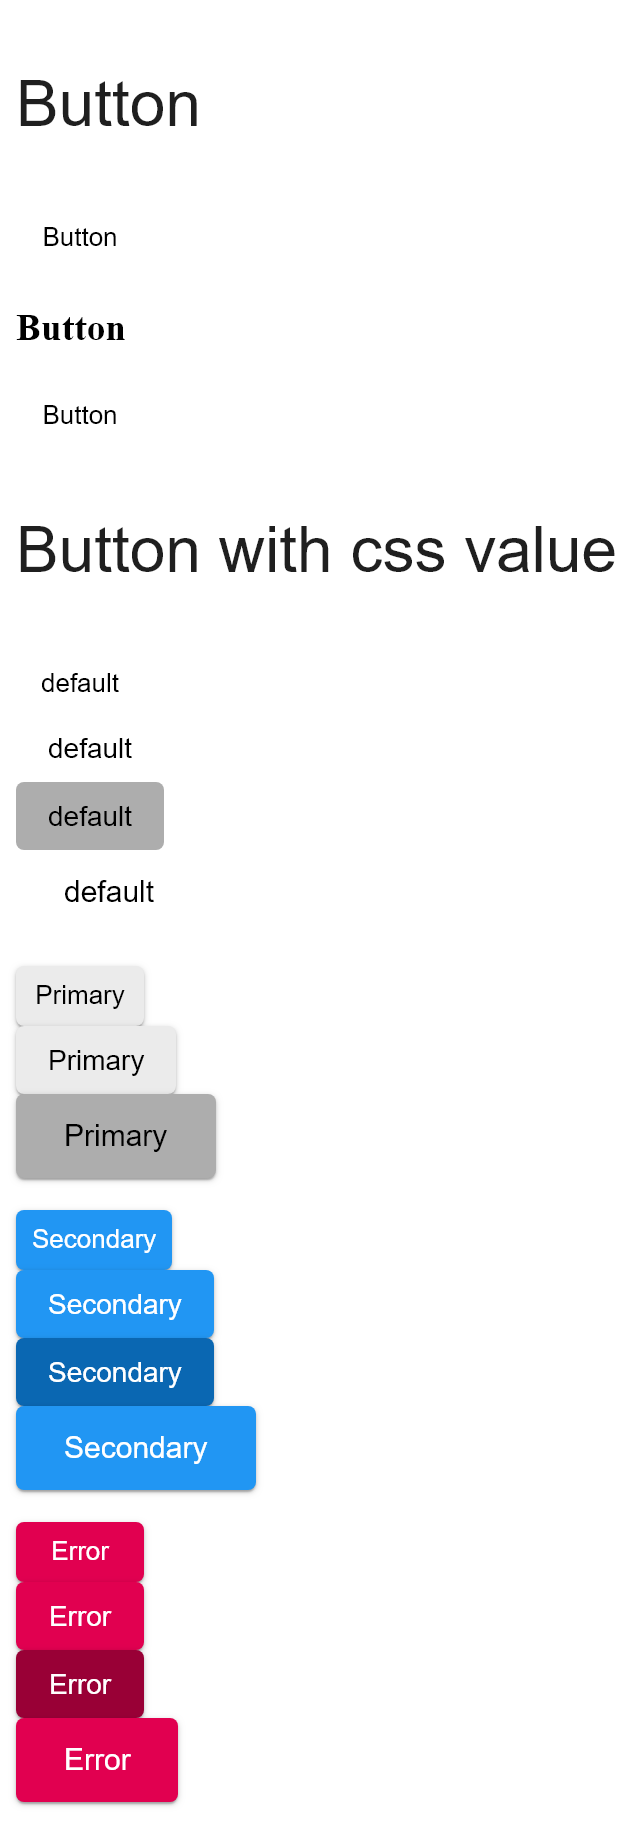 Button
Button
Button
Button
Button with css value
default
default
default
default
Primary
Primary
Primary
Secondary
Secondary
Secondary
Secondary
Error
Error
Error
Error